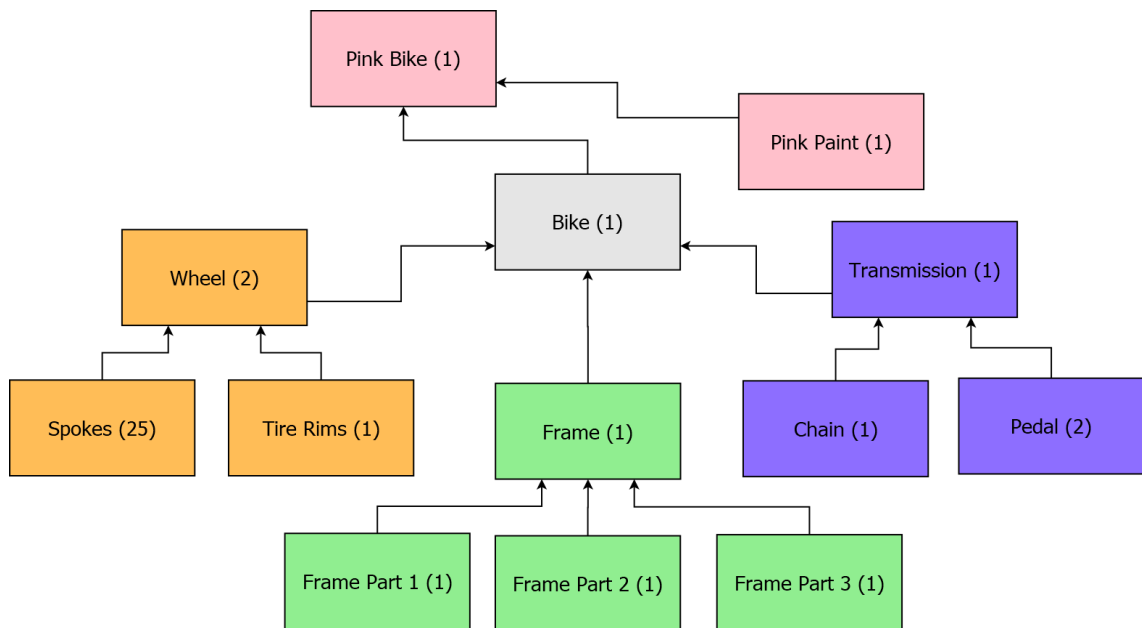 Pink Bike (1)
Pink Paint (1)
Bike (1)
Wheel (2)
Transmission (1)
Spokes (25)
Tire Rims (1)
Frame (1)
Chain (1)
Pedal (2)
Frame Part 1 (1)
Frame Part 2 (1)
Frame Part 3 (1)